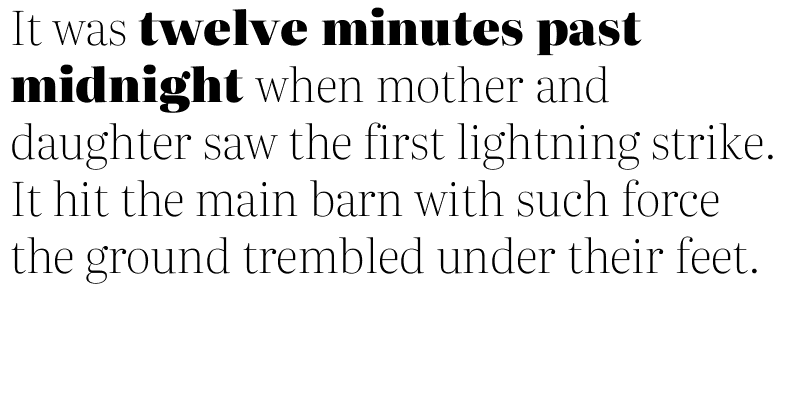 It was twelve minutes past
midnight when mother and
daughter saw the first lightning strike.
It hit the main barn with such force
the ground trembled under their feet.